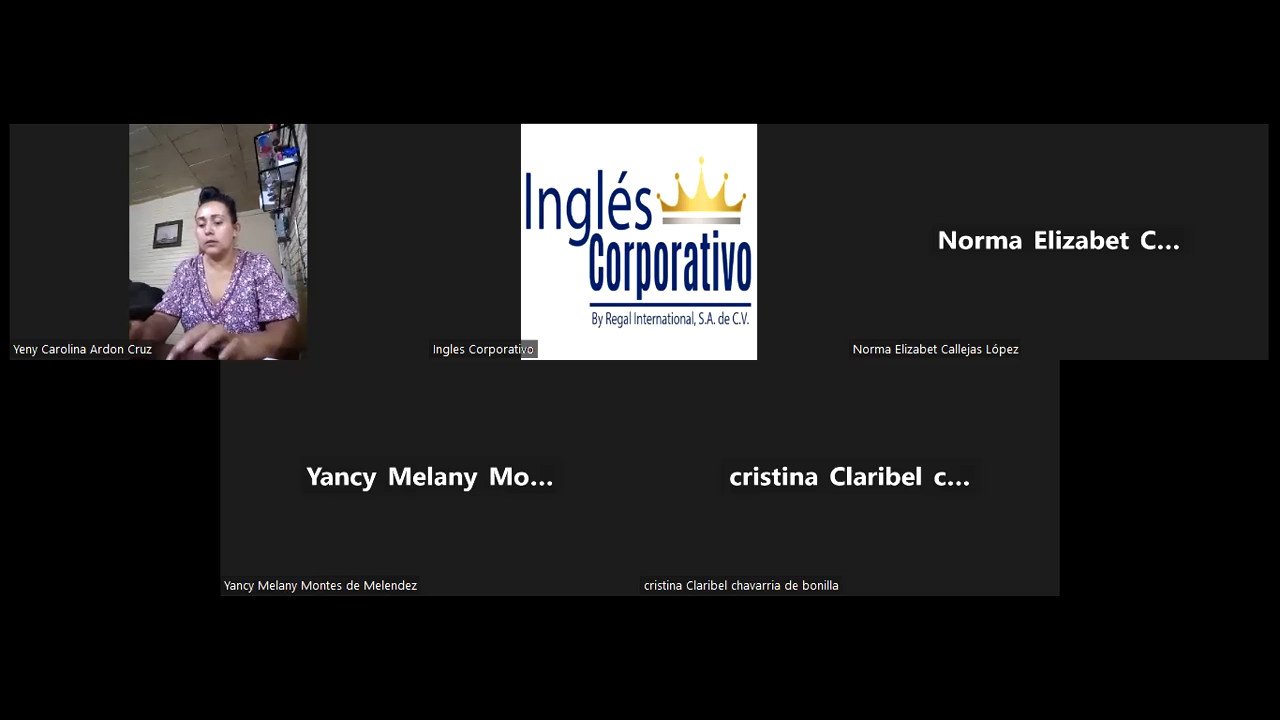 Inglés
Corporativo
By Regal International, S.A. de C.V.
Norma Elizabet C...
Yeny Carolina Ardon Cruz
Ingles Corporativo
Norma Elizabet Callejas López
Yancy Melany Mo...
cristina Claribel c...
Yancy Melany Montes de Melendez
cristina Claribel chavarria de bonilla